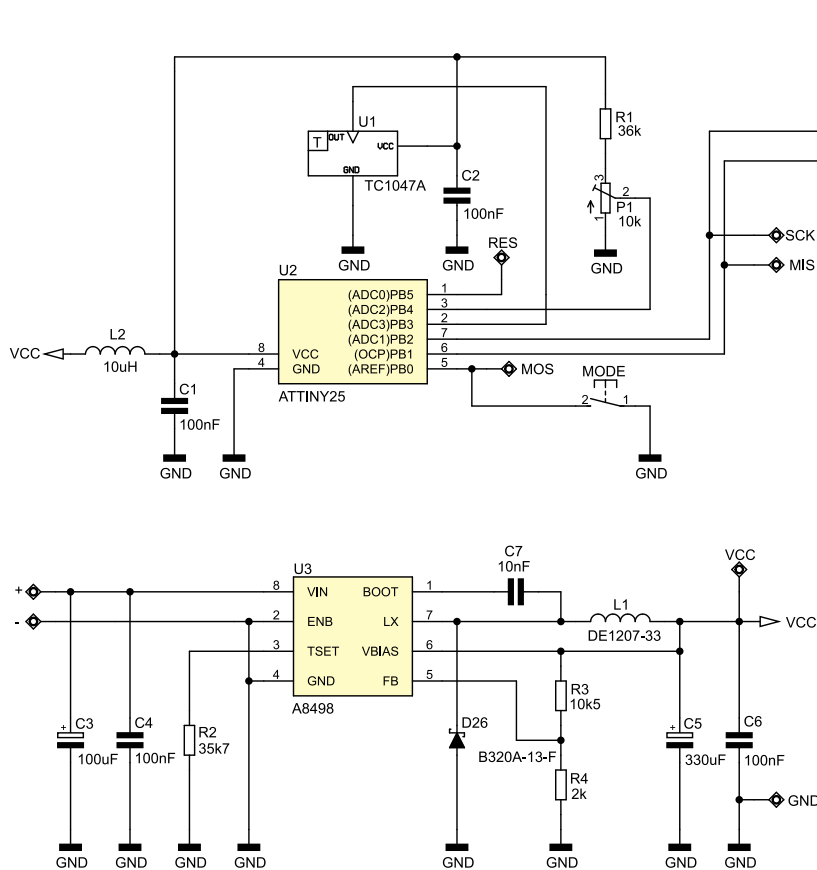 U1
OUT
T
VCC
GND
TC1047A
R1
36k
C2
100nF
3
2
P1
10k
1
GND
GND
GND
RES
SCK
MIS
U2
(ADC0)PB5 1
(ADC2)PB4 3
(ADC3)PB3 2
(ADC1)PB2 7
8 VCC (OCP)PB1 6
4 GND (AREF)PB0 5
ATTINY25
VCC
L2
10uH
C1
100nF
MOS
MODE
2 1
GND
GND
GND
U3
8 VIN BOOT 1
2 ENB LX 7
3 TSET VBIAS 6
4 GND FB 5
A8498
+
-
C7
10nF
L1
DE1207-33
VCC
VCC
+
C3
100uF
C4
100nF
R2
35k7
D26
B320A-13-F
R3
10k5
R4
2k
+
C5
330uF
C6
100nF
GND
GND
GND
GND
GND
GND
GND
GND
GND